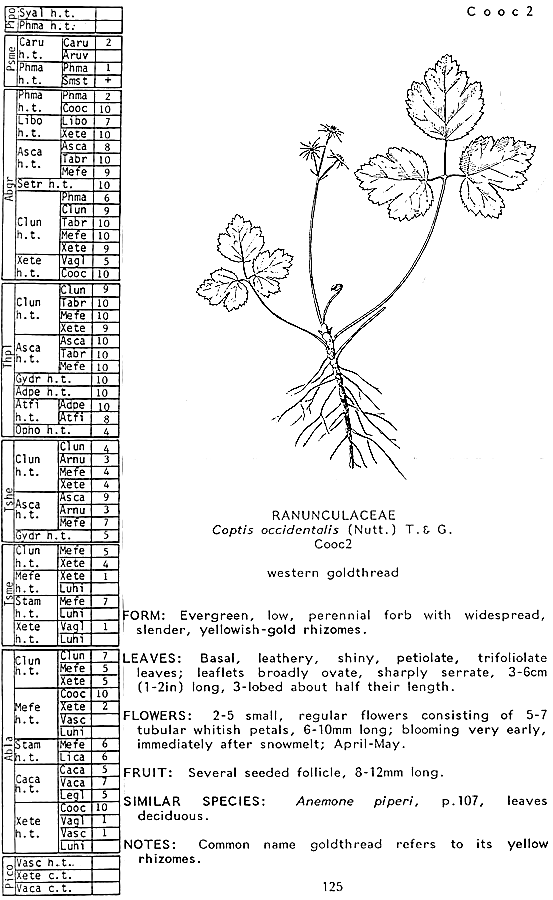 Cooc2
Pipo
Syal h.t.
Phma h.t.
Psme
Caru h.t. Caru 2
Aruv
Phma h.t. Phma 1
Smst +
Abgr
Phma h.t. Phma 2
Cooc 10
Libo h.t. Libo 7
Xete 10
Asca h.t. Asca 8
Tabr 10
Mefe 9
Setr h.t. 10
Clun h.t. Phma 6
Clun 9
Tabr 10
Mefe 10
Xete 9
Xete h.t. Vagl 5
Cooc 10
Thpl
Clun h.t. Clun 9
Tabr 10
Mefe 10
Xete 9
Asca h.t. Asca 10
Tabr 10
Mefe 10
Gydr h.t. 10
Adpe h.t. 10
Atfi h.t. Adpe 10
Atfi 8
Opho h.t. 4
Tshe
Clun h.t. Clun 4
Arnu 3
Mefe 4
Xete 4
Asca h.t. Asca 9
Arnu 3
Mefe 7
Gydr h.t. 5
Tsme
Clun h.t. Mefe 5
Xete 4
Mefe h.t. Xete 1
Luhi
Stam h.t. Mefe 7
Luhi
Xete h.t. Vagl 1
Luhi
Abla
Clun h.t. Clun 7
Mefe 5
Xete 5
Mefe h.t. Cooc 10
Xete 2
Vasc
Luhi
Stam h.t. Mefe 6
Lica 6
Caca h.t. Caca 5
Vaca 7
Legl 5
Xete h.t. Cooc 10
Vagl 1
Vasc 1
Luhi
Pico
Vasc h.t.
Xete c.t.
Vaca c.t.
RANUNCULACEAE
Coptis occidentalis (Nutt.) T.& G.
Cooc2
western goldthread
FORM: Evergreen, low, perennial forb with widespread,
slender, yellowish-gold rhizomes.
LEAVES: Basal, leathery, shiny, petiolate, trifoliolate
leaves; leaflets broadly ovate, sharply serrate, 3-6cm
(1-2in) long, 3-lobed about half their length.
FLOWERS: 2-5 small, regular flowers consisting of 5-7
tubular whitish petals, 6-10mm long; blooming very early,
immediately after snowmelt; April-May.
FRUIT: Several seeded follicle, 8-12mm long.
SIMILAR SPECIES: Anemone piperi, p.107, leaves
deciduous.
NOTES: Common name goldthread refers to its yellow
rhizomes.
125